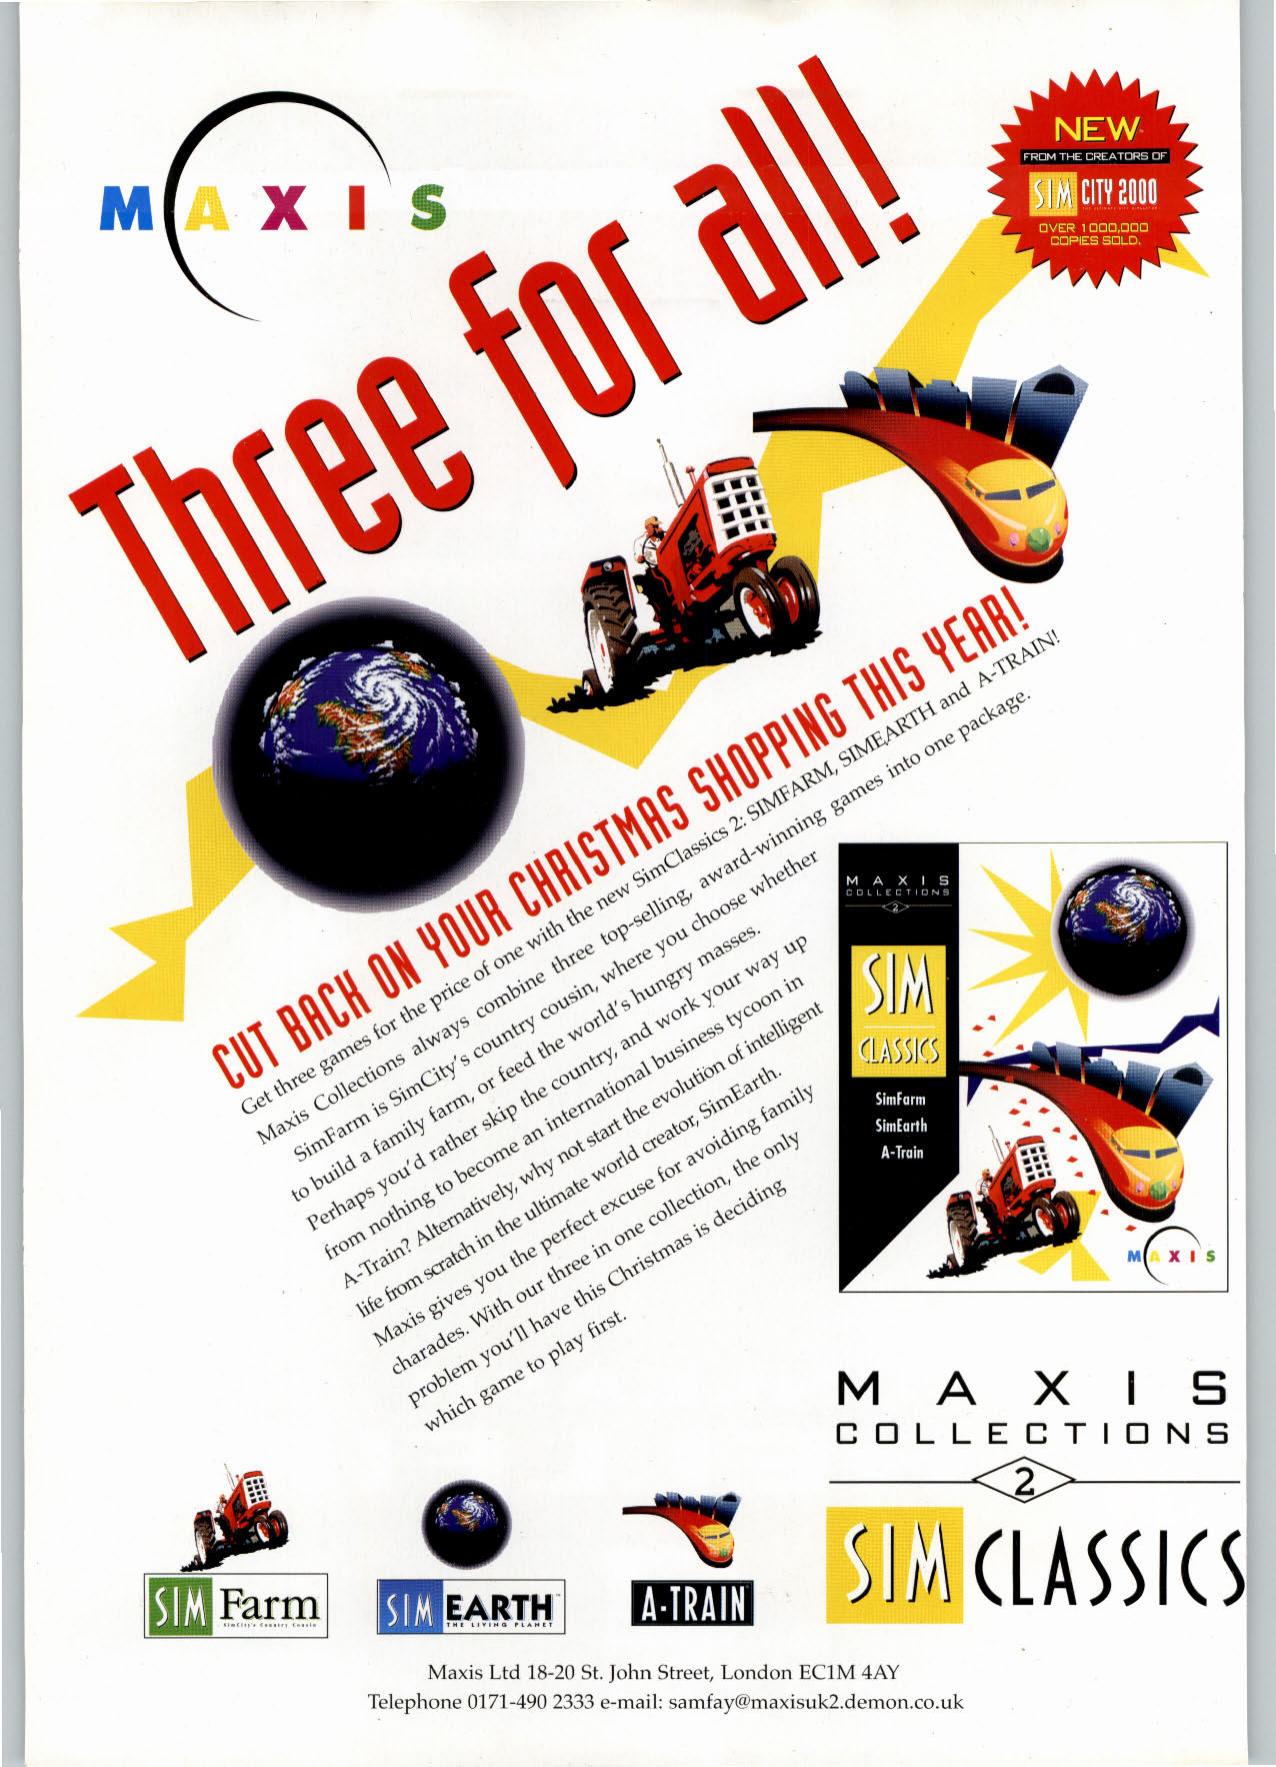 MAXIS
Three for all!
NEW
FROM THE CREATORS OF
SIM CITY 2000
OVER 1000,000
COPIES SOLD.
CUT BACK ON YOUR CHRISTMAS SHOPPING THIS YEAR!
Get three games for the price of one with the new SimClassics 2: SIMFARM, SIMEARTH and A-TRAIN!
Maxis Collections always combine three top-selling, award-winning games into one package.
SimFarm is SimCity's country cousin, where you choose whether
to build a family farm, or feed the world's hungry masses.
Perhaps you'd rather skip the country, and work your way up
from nothing to become an international business tycoon in
A-Train? Alternatively, why not start the evolution of intelligent
life from scratch in the ultimate world creator, SimEarth.
Maxis gives you the perfect excuse for avoiding family
charades. With our three in one collection, the only
problem you'll have this Christmas is deciding
which game to play first.
MAXIS
COLLECTIONS
2
SIM
CLASSICS
SimFarm
SimEarth
A-Train
MAXIS
MAXIS
COLLECTIONS
2
SIM CLASSICS
SIM Farm
SimCity's Country Cousin
SIM EARTH
THE LIVING PLANET
A-TRAIN
Maxis Ltd 18-20 St. John Street, London EC1M 4AY
Telephone 0171-490 2333 e-mail: samfay@maxisuk2.demon.co.uk